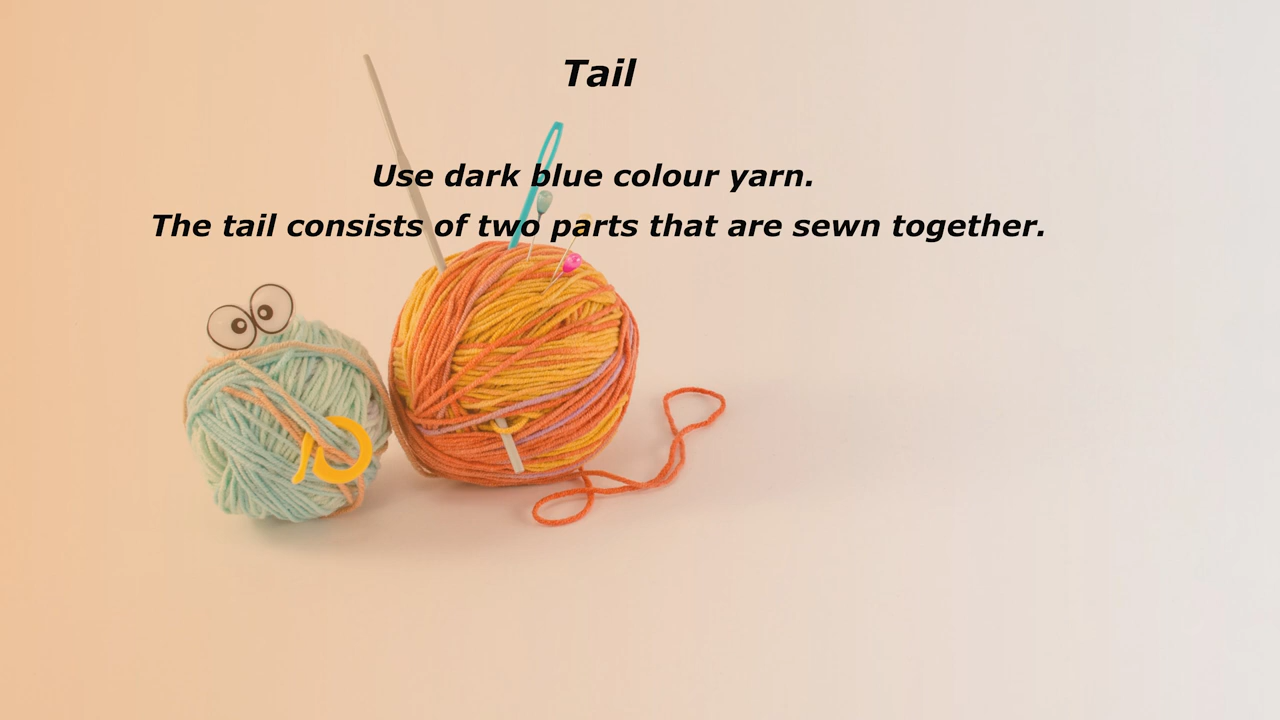 Tail
Use dark blue colour yarn.
The tail consists of two parts that are sewn together.